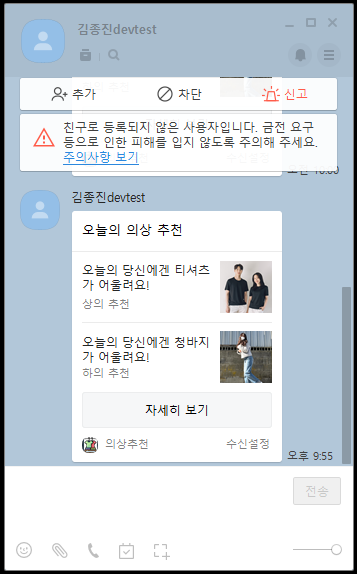 김종진devtest
추가
차단
신고
친구로 등록되지 않은 사용자입니다. 금전 요구
등으로 인한 피해를 입지 않도록 주의해 주세요.
주의사항 보기
김종진devtest
오늘의 의상 추천
오늘의 당신에겐 티셔츠
가 어울려요!
상의 추천
오늘의 당신에겐 청바지
가 어울려요!
하의 추천
자세히 보기
의상추천
수신설정
오후 9:55
전송